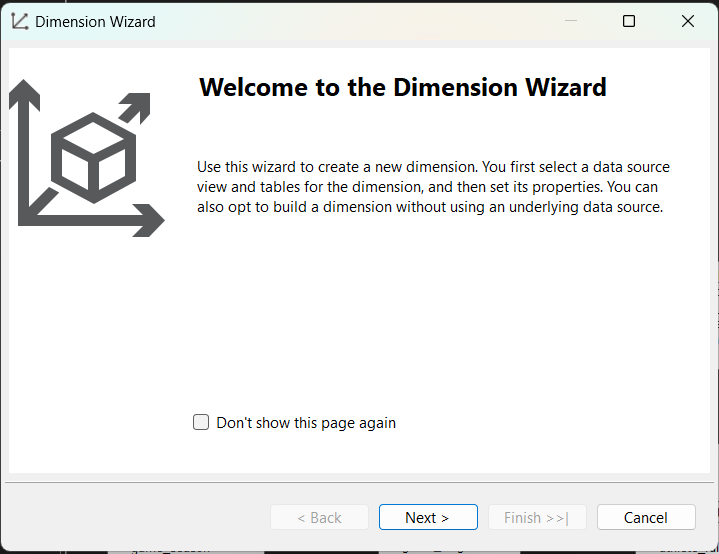 Dimension Wizard
Welcome to the Dimension Wizard
Use this wizard to create a new dimension. You first select a data source
view and tables for the dimension, and then set its properties. You can
also opt to build a dimension without using an underlying data source.
Don't show this page again
< Back
Next >
Finish >>|
Cancel